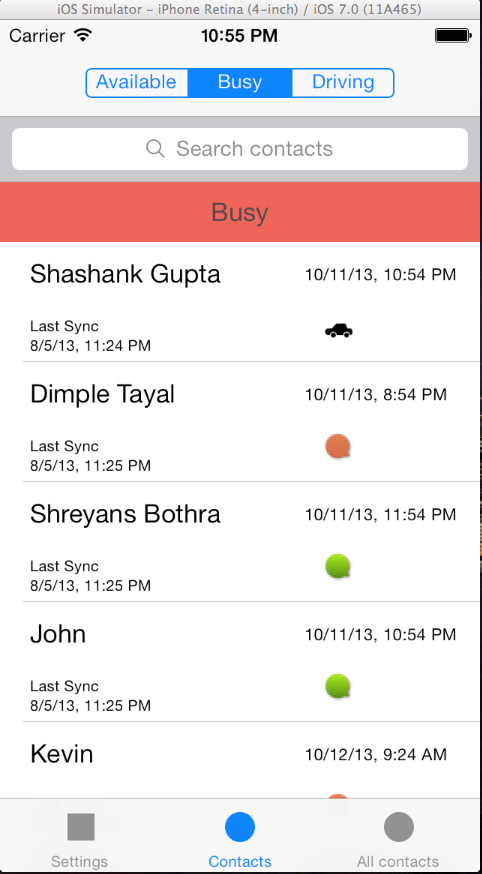 iOS Simulator – iPhone Retina (4-inch) / iOS 7.0 (11A465)
Carrier 10:55 PM
Available Busy Driving
Search contacts
Busy
Shashank Gupta 10/11/13, 10:54 PM
Last Sync
8/5/13, 11:24 PM
Dimple Tayal 10/11/13, 8:54 PM
Last Sync
8/5/13, 11:25 PM
Shreyans Bothra 10/11/13, 11:54 PM
Last Sync
8/5/13, 11:25 PM
John 10/11/13, 10:54 PM
Last Sync
8/5/13, 11:25 PM
Kevin 10/12/13, 9:24 AM
Settings Contacts All contacts